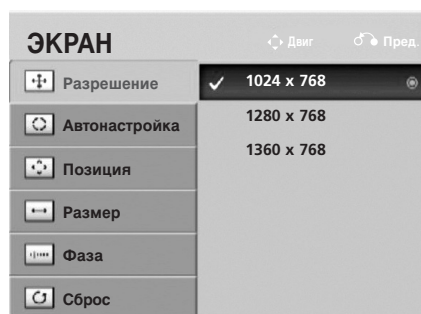 ЭКРАН
Двиг
Пред.
Разрешение
1024 x 768
Автонастройка
1280 x 768
Позиция
1360 x 768
Размер
Фаза
Сброс